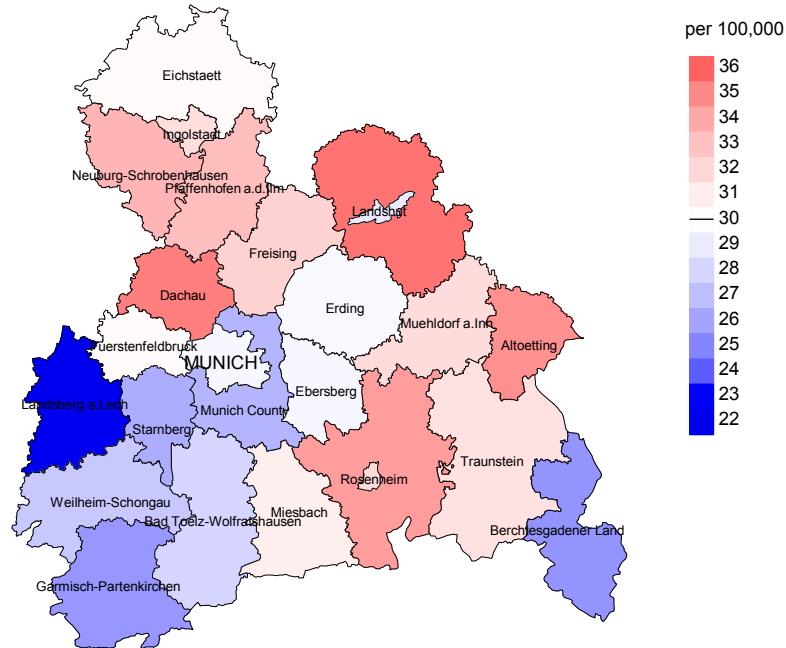 per 100,000
36
35
34
33
32
31
30
29
28
27
26
25
24
23
22
Eichstaett
Ingolstadt
Neuburg-Schrobenhausen
Pfaffenhofen a.d.Ilm
Landshut
Freising
Dachau
Erding
Muehldorf a.Inn
Altoetting
Fuerstenfeldbruck
MUNICH
Ebersberg
Landsberg a.Lech
Munich County
Starnberg
Traunstein
Rosenheim
Weilheim-Schongau
Miesbach
Bad Toelz-Wolfratshausen
Berchtesgadener Land
Garmisch-Partenkirchen